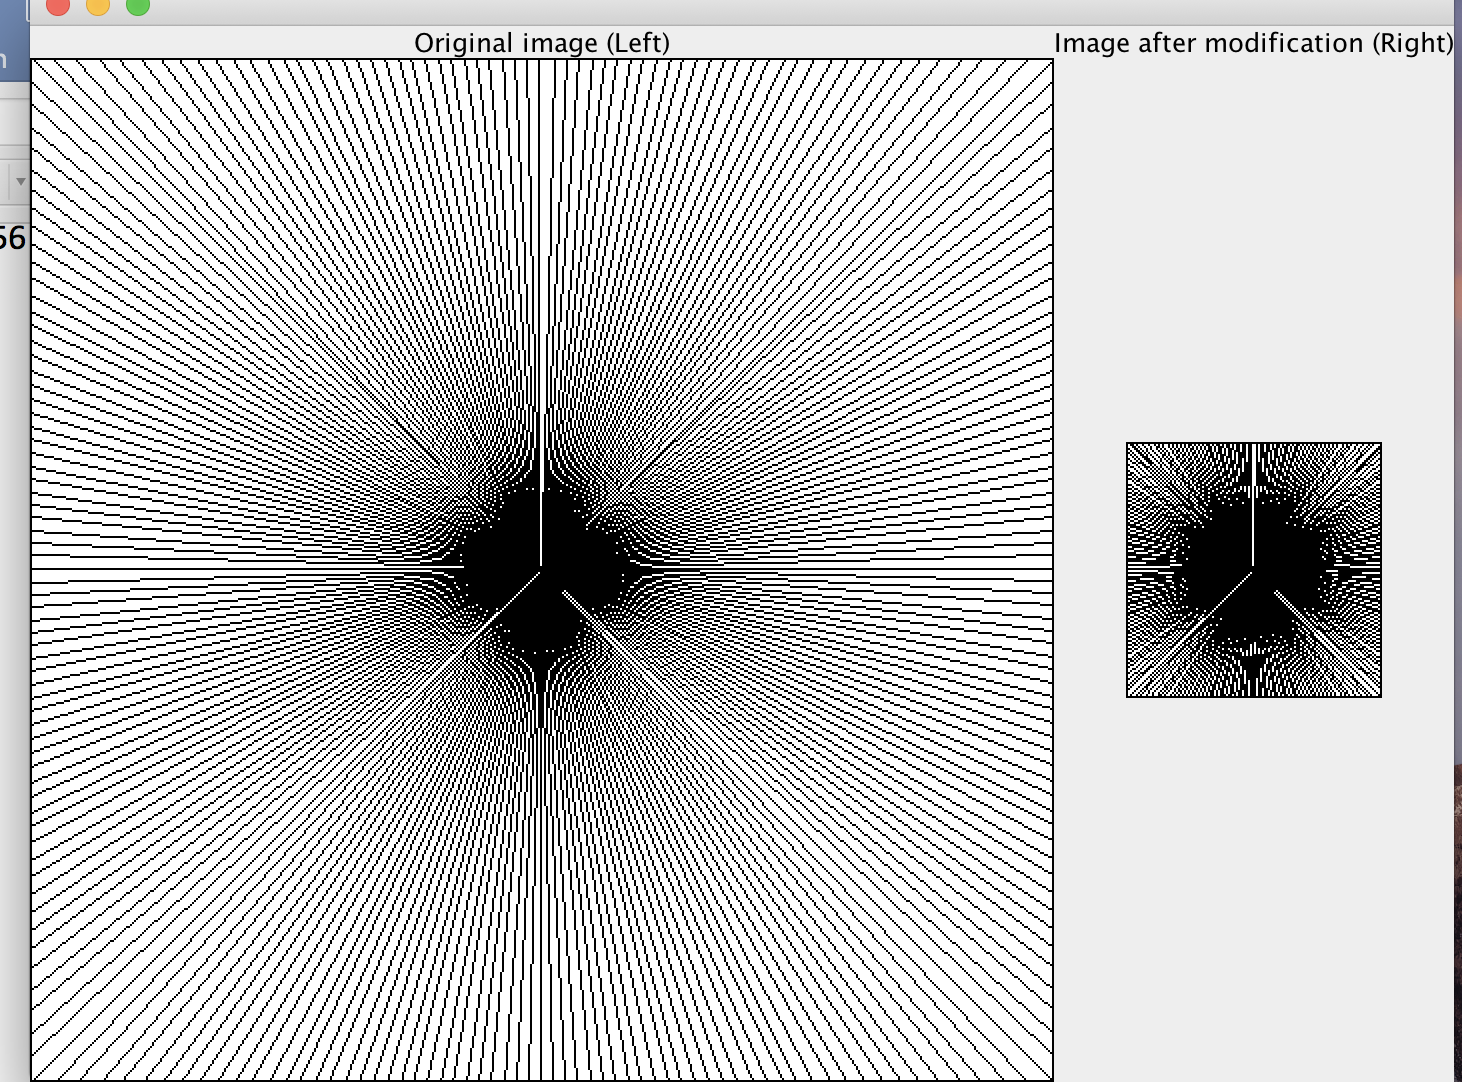 Original image (Left)
Image after modification (Right)
56